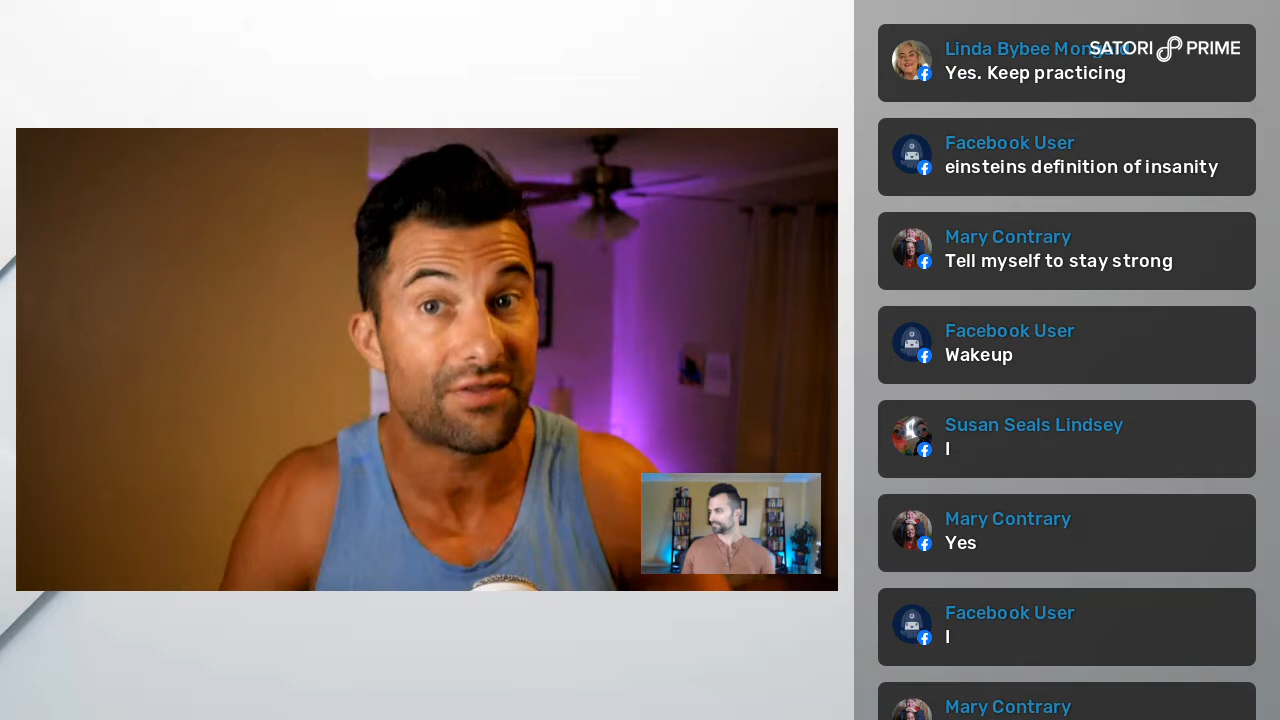 Linda Bybee Mongold
SATORI PRIME
Yes. Keep practicing
Facebook User
einsteins definition of insanity
Mary Contrary
Tell myself to stay strong
Facebook User
Wakeup
Susan Seals Lindsey
I
Mary Contrary
Yes
Facebook User
I
Mary Contrary